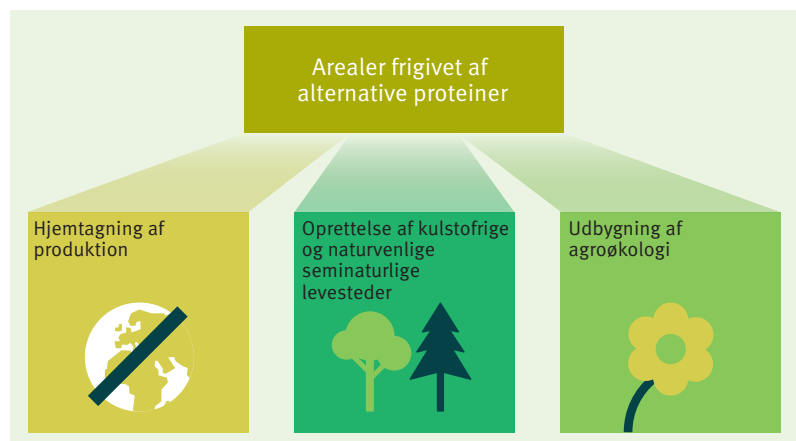 Arealer frigivet af
alternative proteiner
Hjemtagning af
produktion
Oprettelse af kulstofrige
og naturvenlige
seminaturlige
levesteder
Udbygning af
agroøkologi